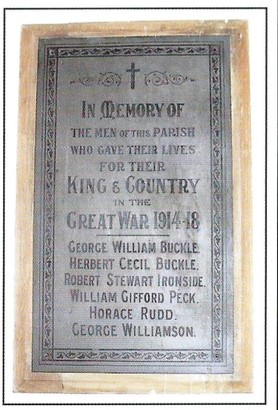 IN MEMORY OF
THE MEN OF THIS PARISH
WHO GAVE THEIR LIVES
FOR THEIR
KING & COUNTRY
IN THE
GREAT WAR 1914-18
GEORGE WILLIAM BUCKLE.
HERBERT CECIL BUCKLE.
ROBERT STEWART IRONSIDE.
WILLIAM GIFFORD PECK.
HORACE RUDD.
GEORGE WILLIAMSON.